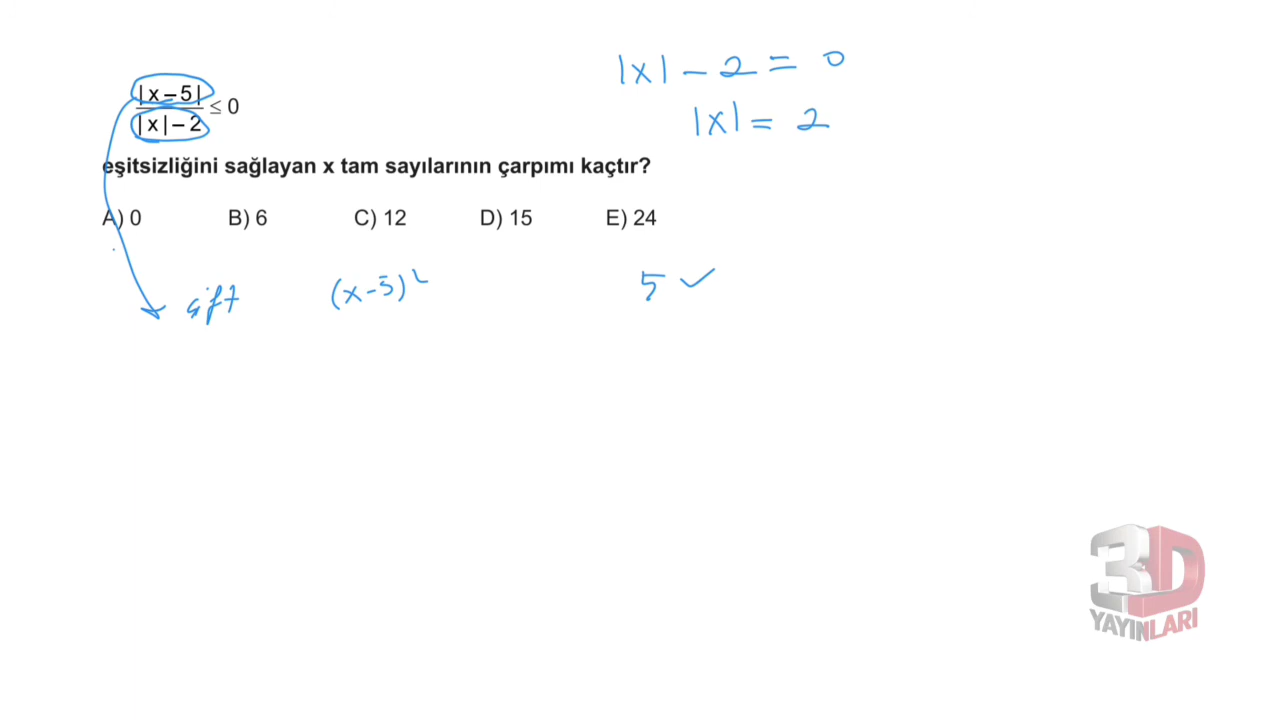 |x| - 2 = 0
|x| = 2
|x-5|
|x|-2
≤ 0
eşitsizliğini sağlayan x tam sayılarının çarpımı kaçtır?
A) 0 B) 6 C) 12 D) 15 E) 24
çift (x-5)² 5 ✓
3D
YAYINLARI